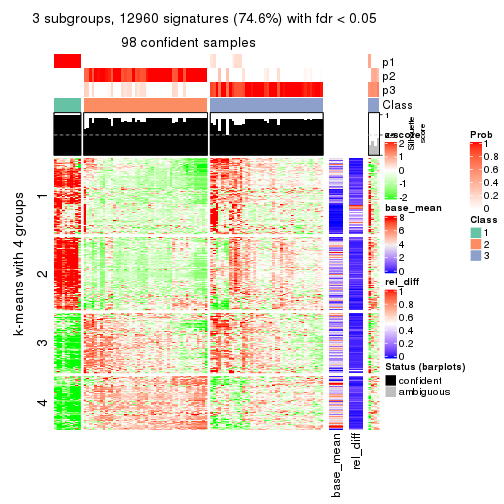 3 subgroups, 12960 signatures (74.6%) with fdr < 0.05
98 confident samples
p1
p2
p3
Class
1
Silhouette
score
k-means with 4 groups
1
2
3
4
base_mean
rel_diff
z-score
2
1
0
-1
-2
base_mean
8
6
4
2
0
rel_diff
1
0.8
0.6
0.4
0.2
0
Status (barplots)
confident
ambiguous
Prob
1
0.8
0.6
0.4
0.2
0
Class
1
2
3